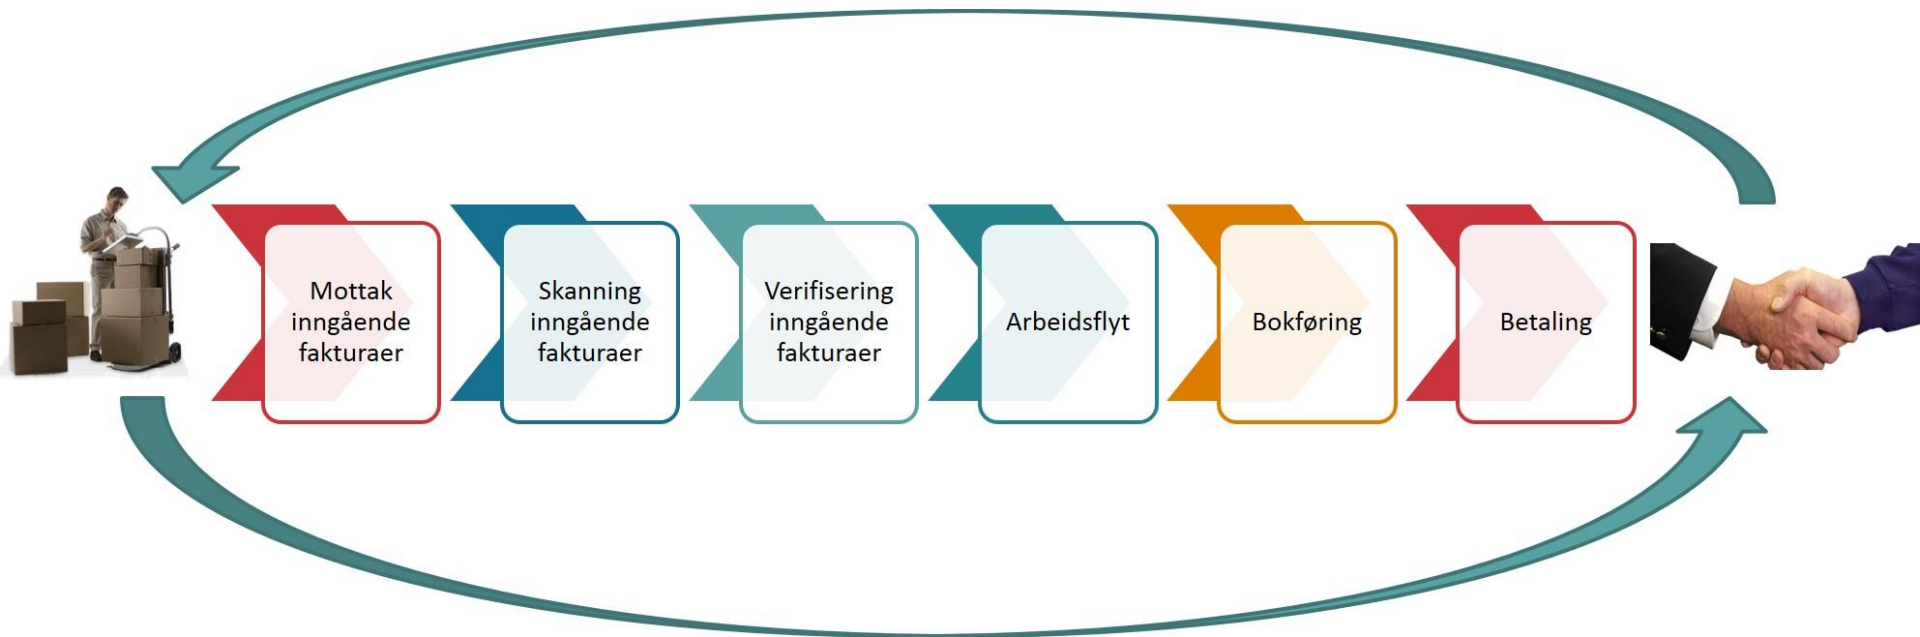 Mottak
inngående
fakturaer
Skanning
inngående
fakturaer
Verifisering
inngående
fakturaer
Arbeidsflyt
Bokføring
Betaling